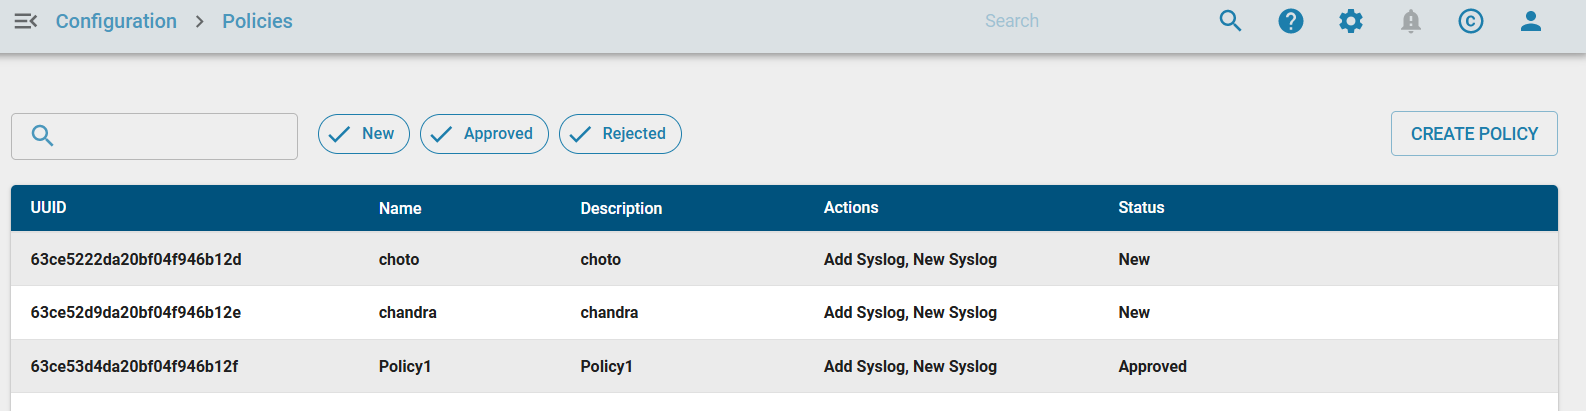 Configuration > Policies Search
New Approved Rejected CREATE POLICY
UUID Name Description Actions Status
63ce5222da20bf04f946b12d choto choto Add Syslog, New Syslog New
63ce52d9da20bf04f946b12e chandra chandra Add Syslog, New Syslog New
63ce53d4da20bf04f946b12f Policy1 Policy1 Add Syslog, New Syslog Approved